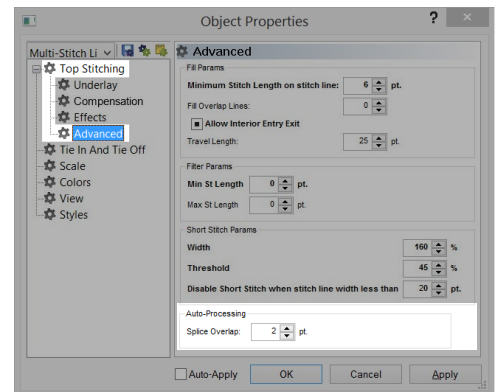 Object Properties
?
Multi-Stitch Li
Top Stitching
Underlay
Compensation
Effects
Advanced
Tie In And Tie Off
Scale
Colors
View
Styles
Advanced
Fill Params
Minimum Stitch Length on stitch line: 6 pt.
Fill Overlap Lines: 0
Allow Interior Entry Exit
Travel Length: 25 pt.
Filter Params
Min St Length 0 pt.
Max St Length 0 pt.
Short Stitch Params
Width 160 %
Threshold 45 %
Disable Short Stitch when stitch line width less than 20 pt.
Auto-Processing
Splice Overlap: 2 pt.
Auto-Apply OK Cancel Apply